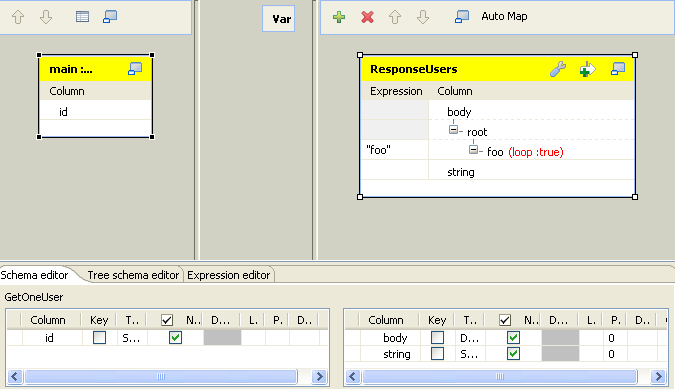 Var
Auto Map
main :...
Column
id
ResponseUsers
Expression Column
body
root
"foo" foo (loop :true)
string
Schema editor Tree schema editor Expression editor
GetOneUser
Column Key T... N... D... L. P. D...
id S...
Column Key T... N... D... L. P. D...
body D... 0
string S... 0